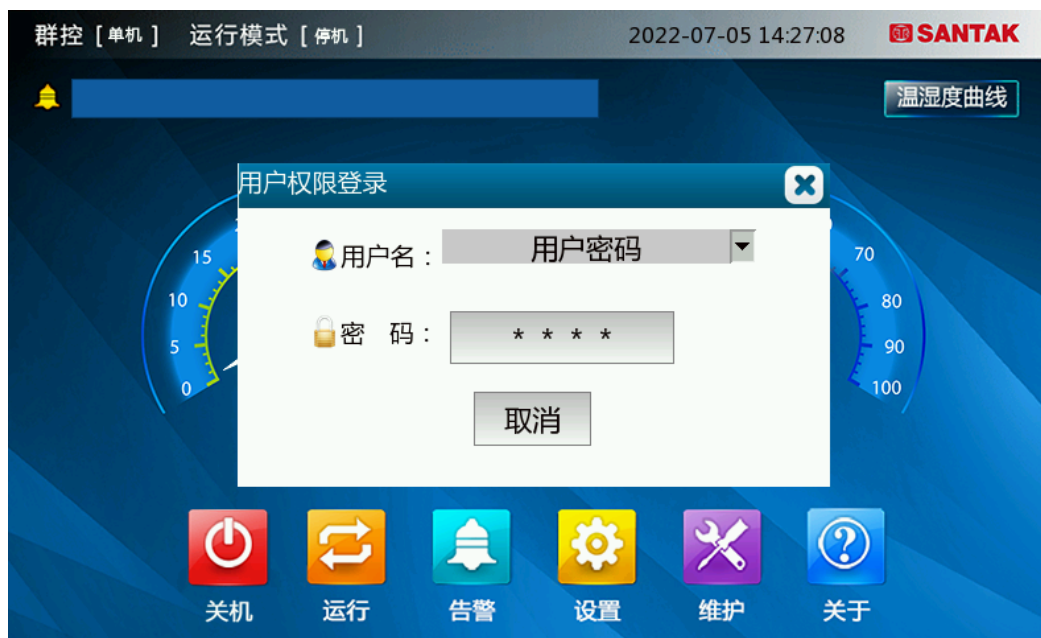 群控 [ 单机 ] 运行模式 [ 停机 ] 2022-07-05 14:27:08 SANTAK
温湿度曲线
用户权限登录
15 用户名： 用户密码 70
10 80
5 密 码： * * * * 90
0 100
取消
关机 运行 告警 设置 维护 关于